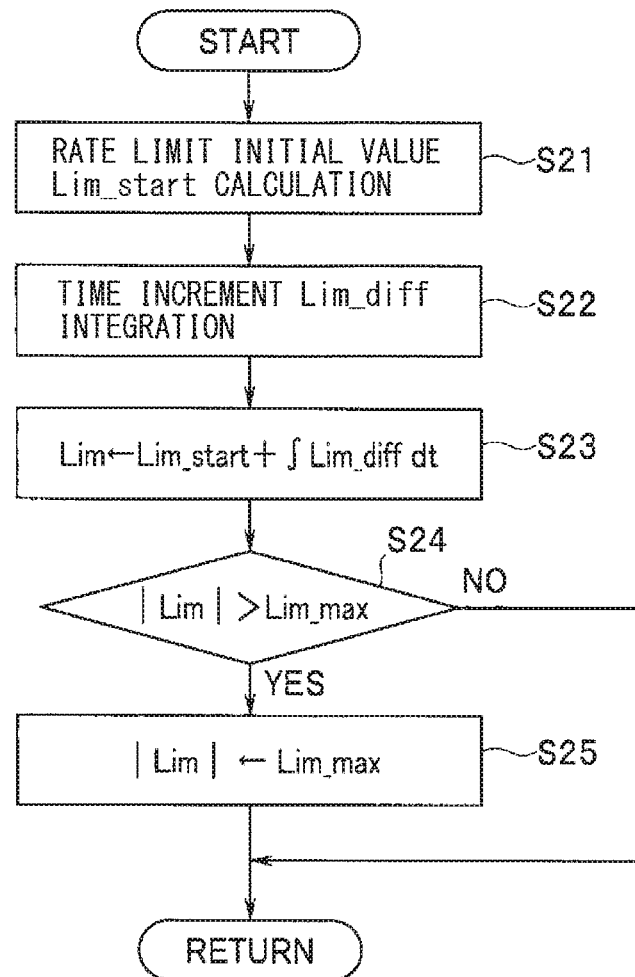 START
RATE LIMIT INITIAL VALUE
Lim_start CALCULATION
S21
TIME INCREMENT Lim_diff
INTEGRATION
S22
Lim←Lim_start+∫Lim_diff dt
S23
S24
|Lim|>Lim_max
NO
YES
|Lim| ← Lim_max
S25
RETURN